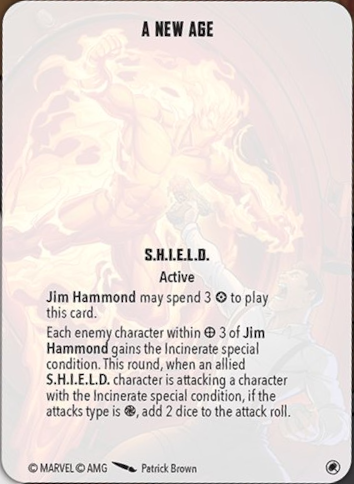 A NEW AGE
S.H.I.E.L.D.
Active
Jim Hammond may spend 3 to play
this card.
Each enemy character within 3 of Jim
Hammond gains the Incinerate special
condition. This round, when an allied
S.H.I.E.L.D. character is attacking a character
with the Incinerate special condition, if the
attacks type is , add 2 dice to the attack roll.
© MARVEL © AMG Patrick Brown